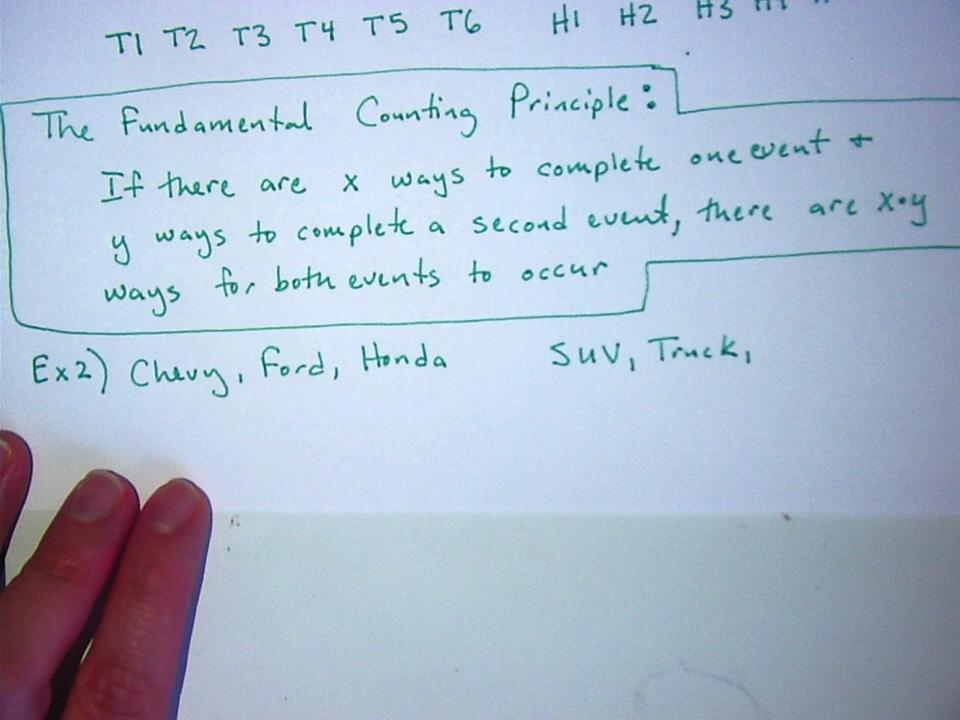 T1 T2 T3 T4 T5 T6 H1 H2 H3
The Fundamental Counting Principle:
If there are x ways to complete one event +
y ways to complete a second event, there are x•y
ways for both events to occur
Ex2) Chevy, Ford, Honda SUV, Truck,